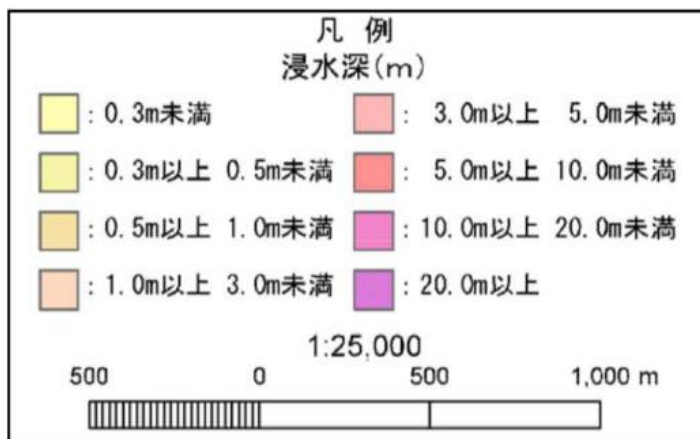 凡 例
浸水深(m)
: 0.3m未満
: 0.3m以上 0.5m未満
: 0.5m以上 1.0m未満
: 1.0m以上 3.0m未満
: 3.0m以上 5.0m未満
: 5.0m以上 10.0m未満
: 10.0m以上 20.0m未満
: 20.0m以上
1:25,000
500 0 500 1,000 m